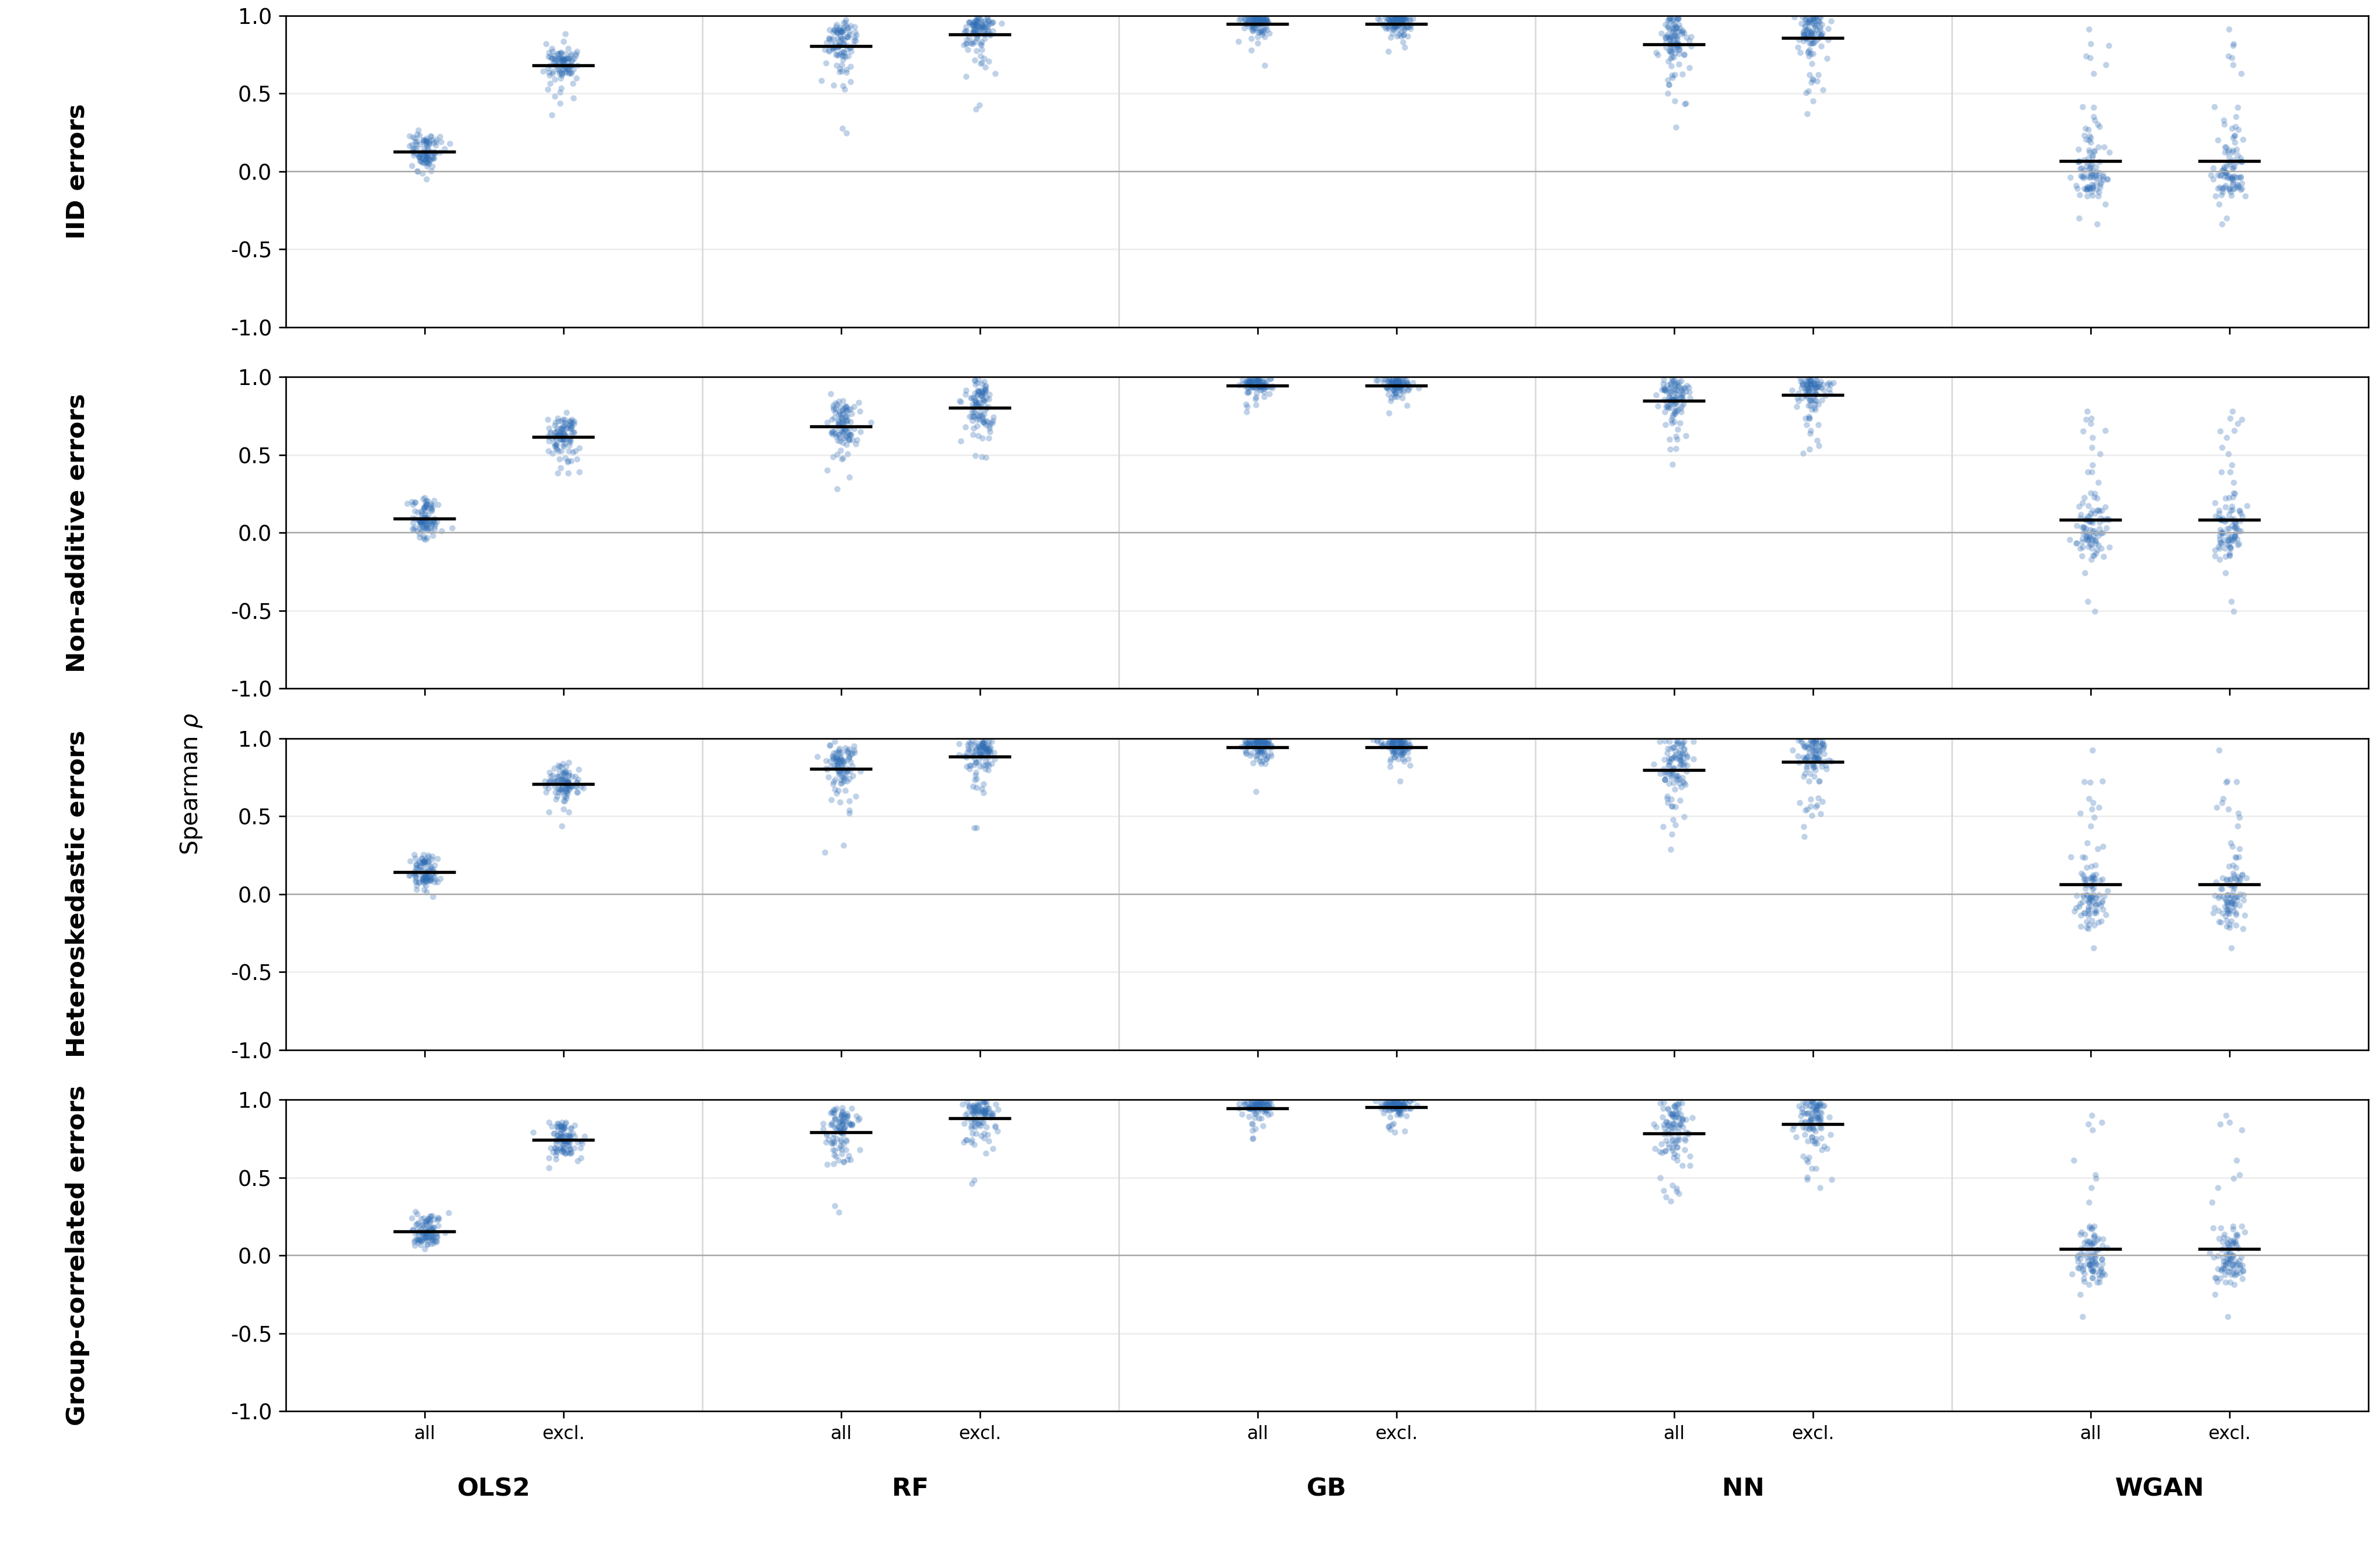 IID errors
1.0
0.5
0.0
-0.5
-1.0
Non-additive errors
1.0
0.5
0.0
-0.5
-1.0
Spearman ρ
Heteroskedastic errors
1.0
0.5
0.0
-0.5
-1.0
Group-correlated errors
1.0
0.5
0.0
-0.5
-1.0
all excl. all excl. all excl. all excl. all excl.
OLS2 RF GB NN WGAN